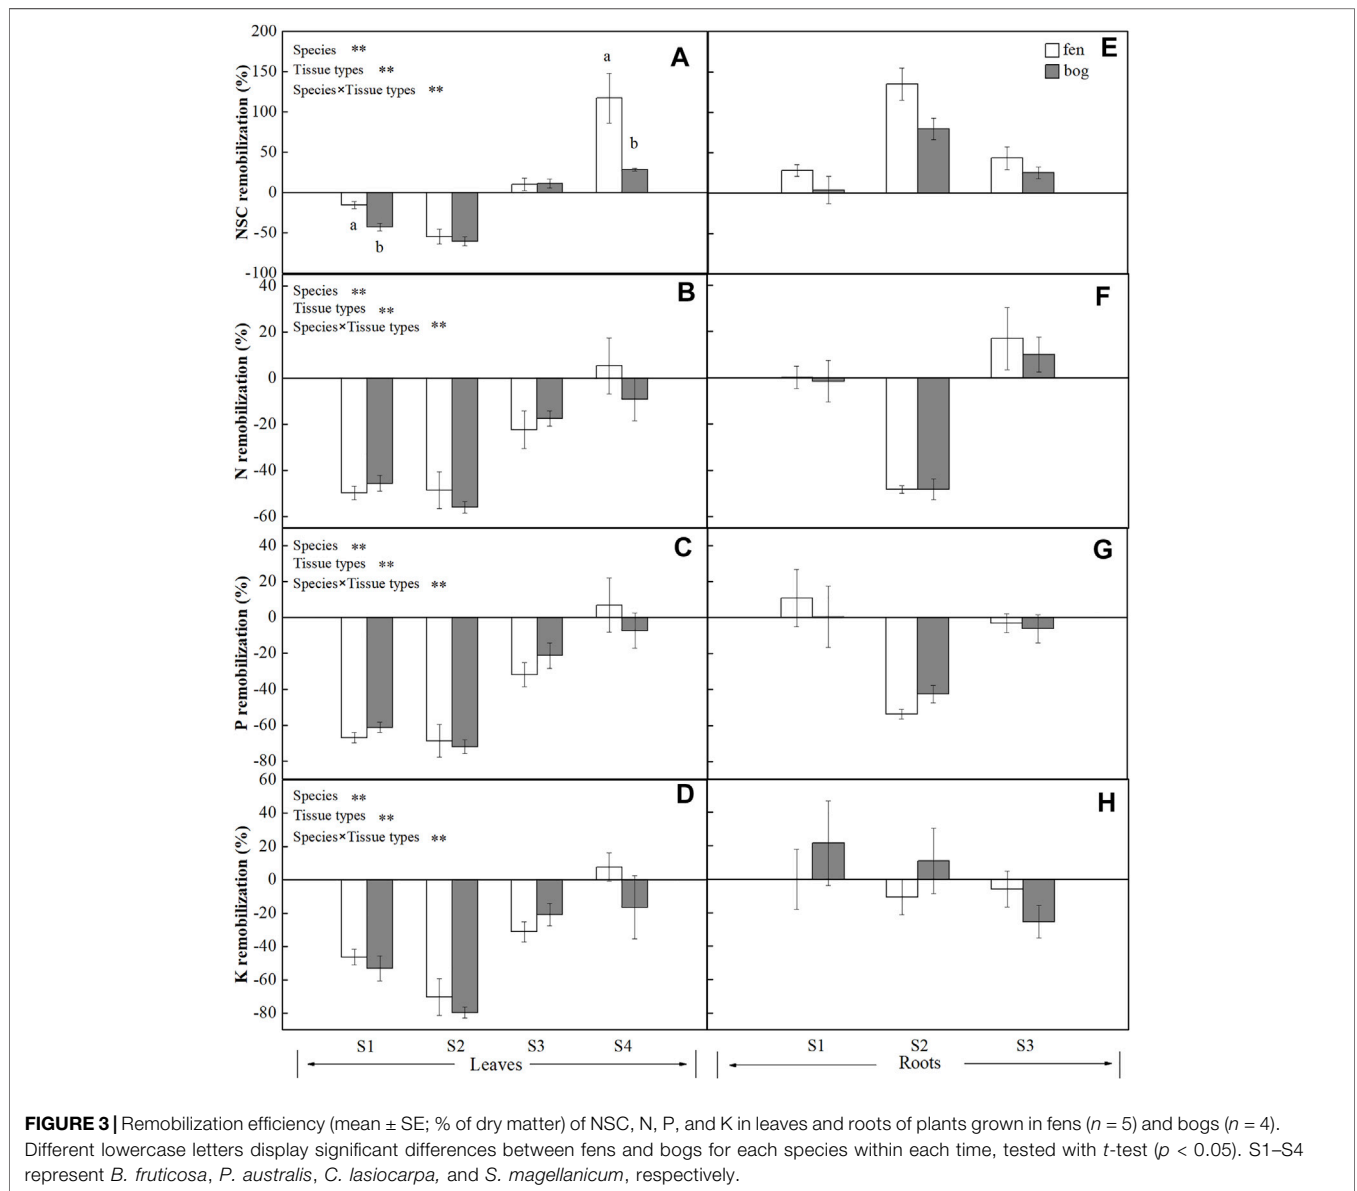 200
150
100
50
0
-50
-100
NSC remobilization (%)
Species **
Tissue types **
Species×Tissue types **
A
a
b
a
b
E
fen
bog
40
20
0
-20
-40
-60
N remobilization (%)
Species **
Tissue types **
Species×Tissue types **
B
F
40
20
0
-20
-40
-60
-80
P remobilization (%)
Species **
Tissue types **
Species×Tissue types **
C
G
60
40
20
0
-20
-40
-60
-80
K remobilization (%)
Species **
Tissue types **
Species×Tissue types **
D
H
S1 S2 S3 S4 S1 S2 S3
Leaves Roots
FIGURE 3 | Remobilization efficiency (mean ± SE; % of dry matter) of NSC, N, P, and K in leaves and roots of plants grown in fens (n = 5) and bogs (n = 4).
Different lowercase letters display significant differences between fens and bogs for each species within each time, tested with t-test (p < 0.05). S1–S4
represent B. fruticosa, P. australis, C. lasiocarpa, and S. magellanicum, respectively.